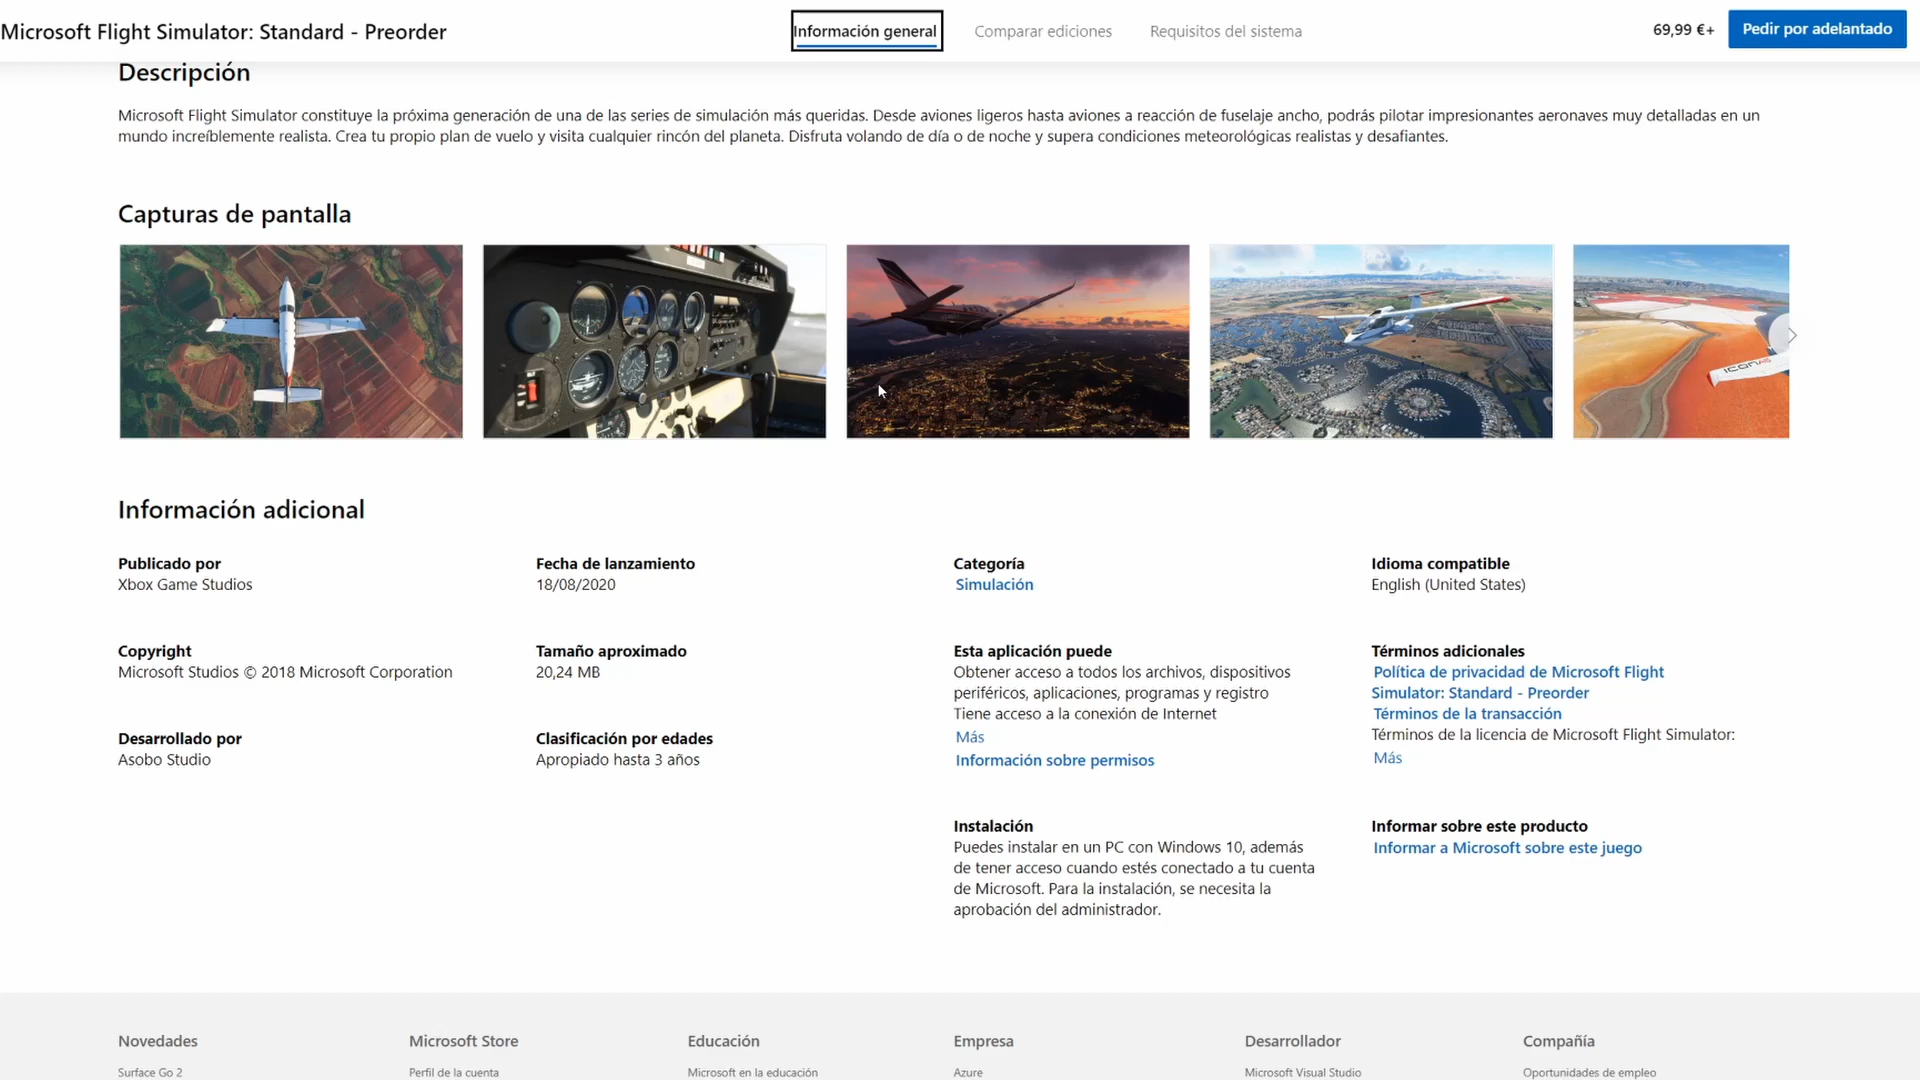 Microsoft Flight Simulator: Standard - Preorder
Información general
Comparar ediciones
Requisitos del sistema
69,99 €+
Pedir por adelantado
Descripción
Microsoft Flight Simulator constituye la próxima generación de una de las series de simulación más queridas. Desde aviones ligeros hasta aviones a reacción de fuselaje ancho, podrás pilotar impresionantes aeronaves muy detalladas en un
mundo increíblemente realista. Crea tu propio plan de vuelo y visita cualquier rincón del planeta. Disfruta volando de día o de noche y supera condiciones meteorológicas realistas y desafiantes.
Capturas de pantalla
ICON A5
Información adicional
Publicado por
Xbox Game Studios
Fecha de lanzamiento
18/08/2020
Categoría
Simulación
Idioma compatible
English (United States)
Copyright
Microsoft Studios © 2018 Microsoft Corporation
Tamaño aproximado
20,24 MB
Esta aplicación puede
Obtener acceso a todos los archivos, dispositivos
periféricos, aplicaciones, programas y registro
Tiene acceso a la conexión de Internet
Más
Información sobre permisos
Términos adicionales
Política de privacidad de Microsoft Flight
Simulator: Standard - Preorder
Términos de la transacción
Términos de la licencia de Microsoft Flight Simulator:
Más
Desarrollado por
Asobo Studio
Clasificación por edades
Apropiado hasta 3 años
Instalación
Puedes instalar en un PC con Windows 10, además
de tener acceso cuando estés conectado a tu cuenta
de Microsoft. Para la instalación, se necesita la
aprobación del administrador.
Informar sobre este producto
Informar a Microsoft sobre este juego
Novedades
Microsoft Store
Educación
Empresa
Desarrollador
Compañía
Surface Go 2
Perfil de la cuenta
Microsoft en la educación
Azure
Microsoft Visual Studio
Oportunidades de empleo